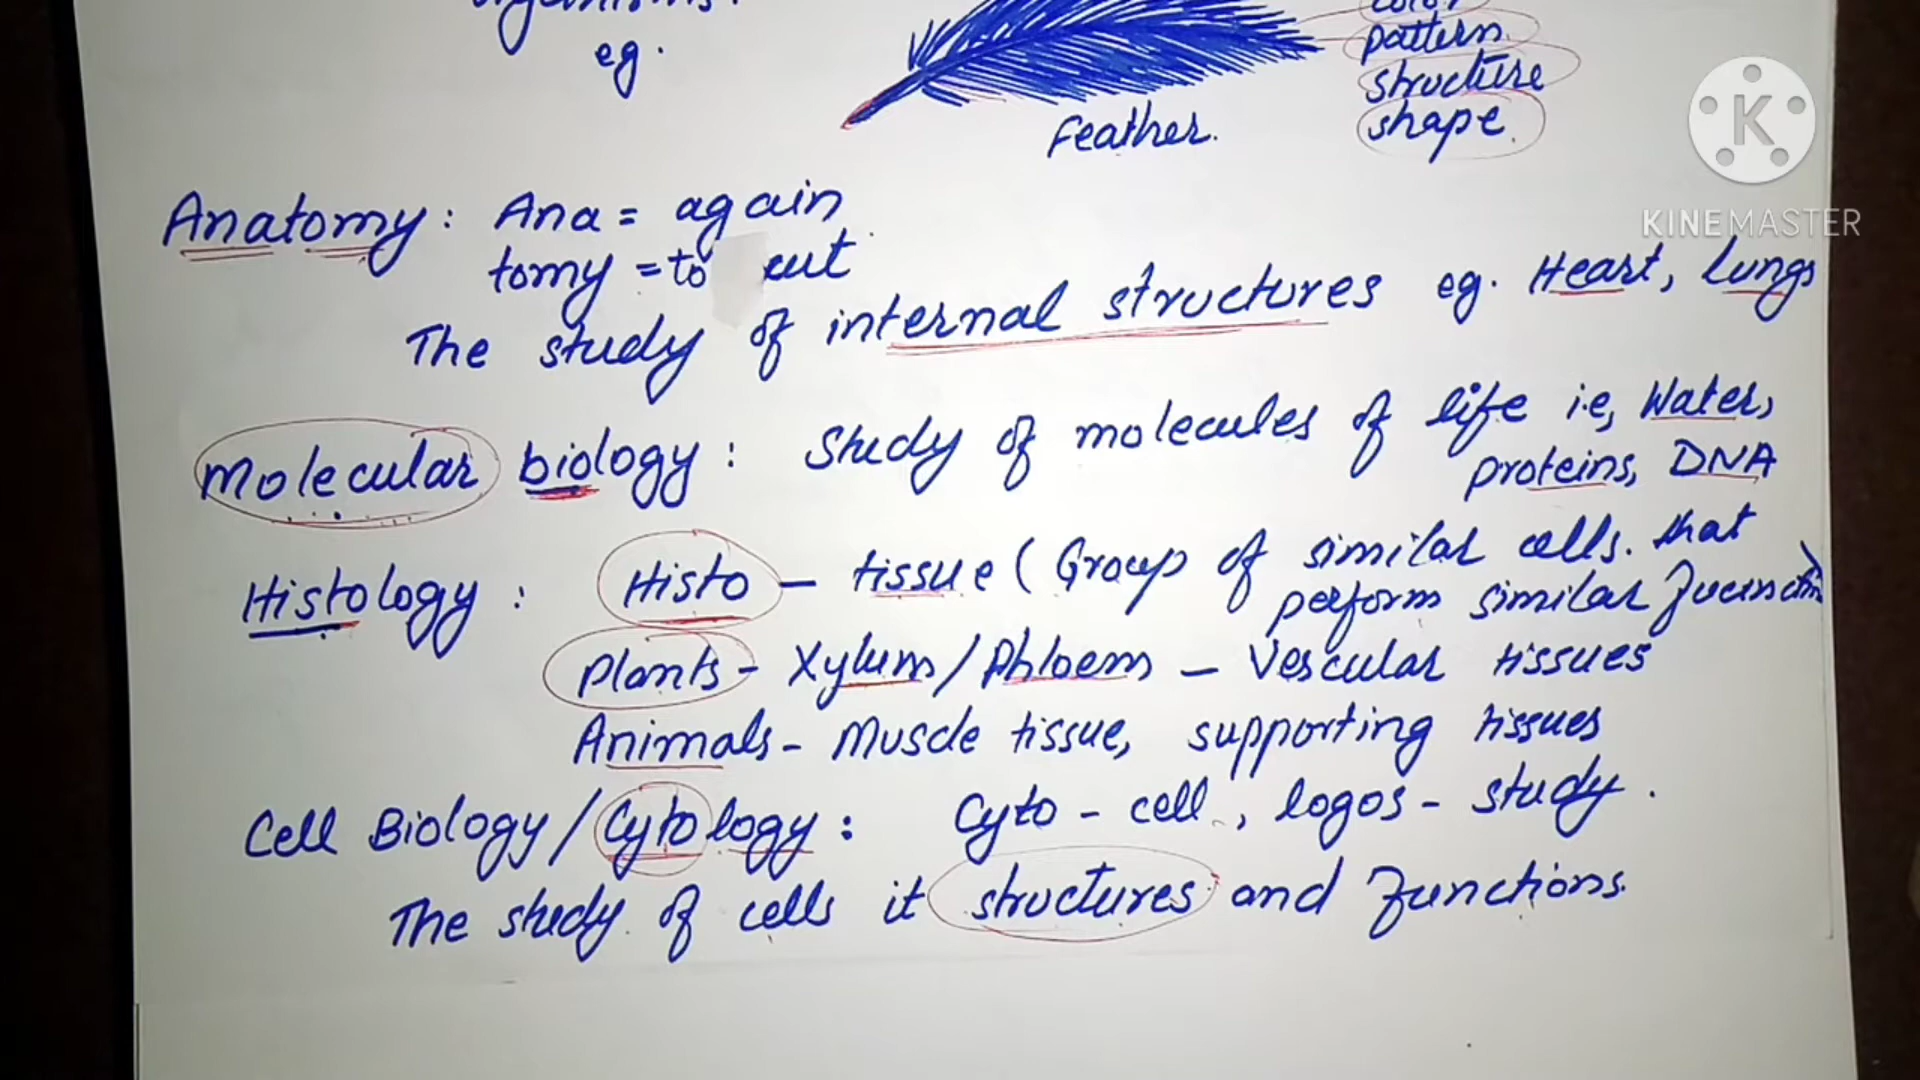 organisms.
eg.
color
pattern
structure
shape.
Feather.
K
KINEMASTER
Anatomy: Ana = again
tomy = to cut
The study of internal structures eg. Heart, Lungs
Molecular biology: Study of molecules of life i.e, Water,
proteins, DNA
Histology: Histo - tissue (Group of similar cells. that
perform similar function)
Plants - Xylum/Phloem - Vescular tissues
Animals - Muscle tissue, supporting tissues
Cell Biology/Cytology: Cyto - cell, logos - study.
The study of cells it structures and functions.